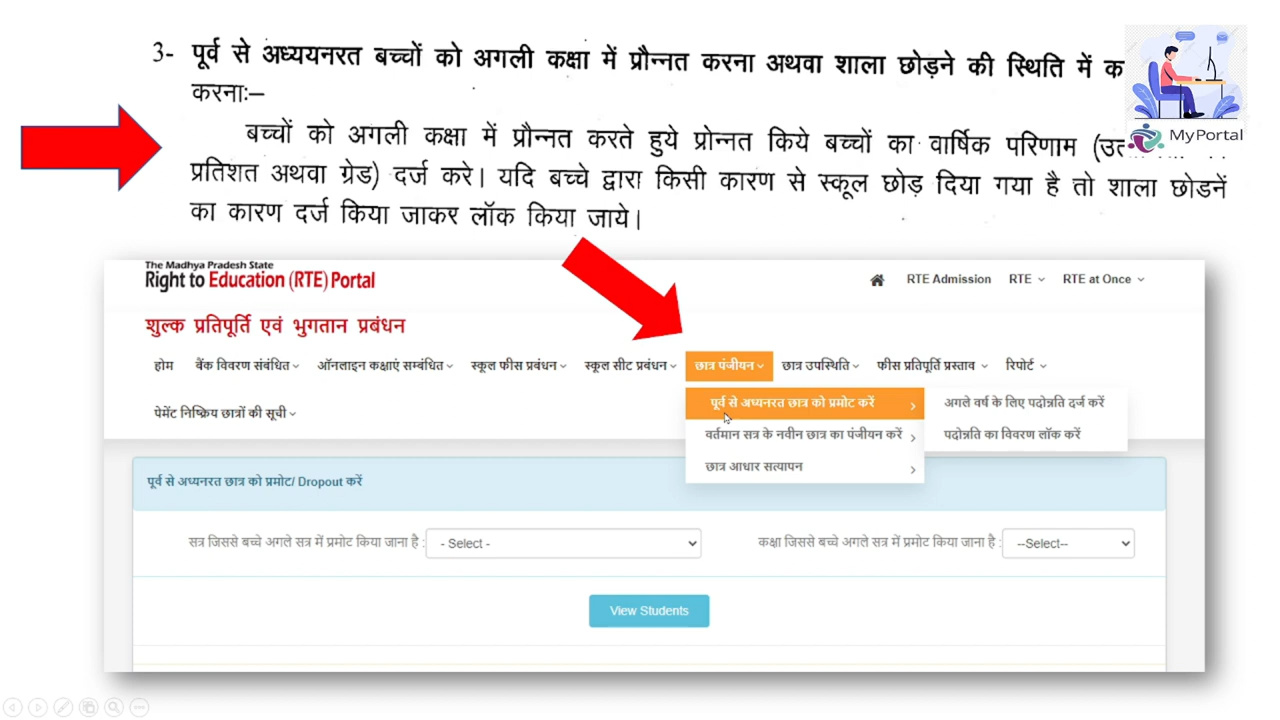 3- पूर्व से अध्ययनरत बच्चों को अगली कक्षा में प्रौन्नत करना अथवा शाला छोड़ने की स्थिति में
करनाः–
बच्चों को अगली कक्षा में प्रौन्नत करते हुये प्रोन्नत किये बच्चों का वार्षिक परिणाम
प्रतिशत अथवा ग्रेड) दर्ज करे। यदि बच्चे द्वारा किसी कारण से स्कूल छोड़ दिया गया है तो शाला छोडनें
का कारण दर्ज किया जाकर लॉक किया जाये।
MyPortal
The Madhya Pradesh State
Right to Education (RTE) Portal
RTE Admission RTE RTE at Once
शुल्क प्रतिपूर्ति एवं भुगतान प्रबंधन
होम बैंक विवरण संबंधित ऑनलाइन कक्षाएं सम्बंधित स्कूल फीस प्रबंधन स्कूल सीट प्रबंधन छात्र पंजीयन छात्र उपस्थिति फीस प्रतिपूर्ति प्रस्ताव रिपोर्ट
पेमेंट निष्क्रिय छात्रों की सूची
पूर्व से अध्यनरत छात्र को प्रमोट करें
अगले वर्ष के लिए पदोन्नति दर्ज करें
वर्तमान सत्र के नवीन छात्र का पंजीयन करें
पदोन्नति का विवरण लॉक करें
छात्र आधार सत्यापन
पूर्व से अध्यनरत छात्र को प्रमोट/ Dropout करें
सत्र जिससे बच्चे अगले सत्र में प्रमोट किया जाना है : - Select -
कक्षा जिससे बच्चे अगले सत्र में प्रमोट किया जाना है : --Select--
View Students